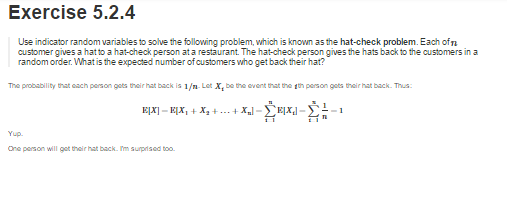 Exercise 5.2.4
Use indicator random variables to solve the following problem, which is known as the hat-check problem. Each of n
customer gives a hat to a hat-check person at a restaurant. The hat-check person gives the hats back to the customers in a
random order. What is the expected number of customers who get back their hat?
The probability that each person gets their hat back is 1/n. Let X_i be the event that the ith person gets their hat back. Thus:
E[X] = E[X_1 + X_2 + ... + X_n] = \sum_{i=1}^{n} E[X_i] = \sum_{i=1}^{n} \frac{1}{n} = 1
Yup.
One person will get their hat back. I'm surprised too.